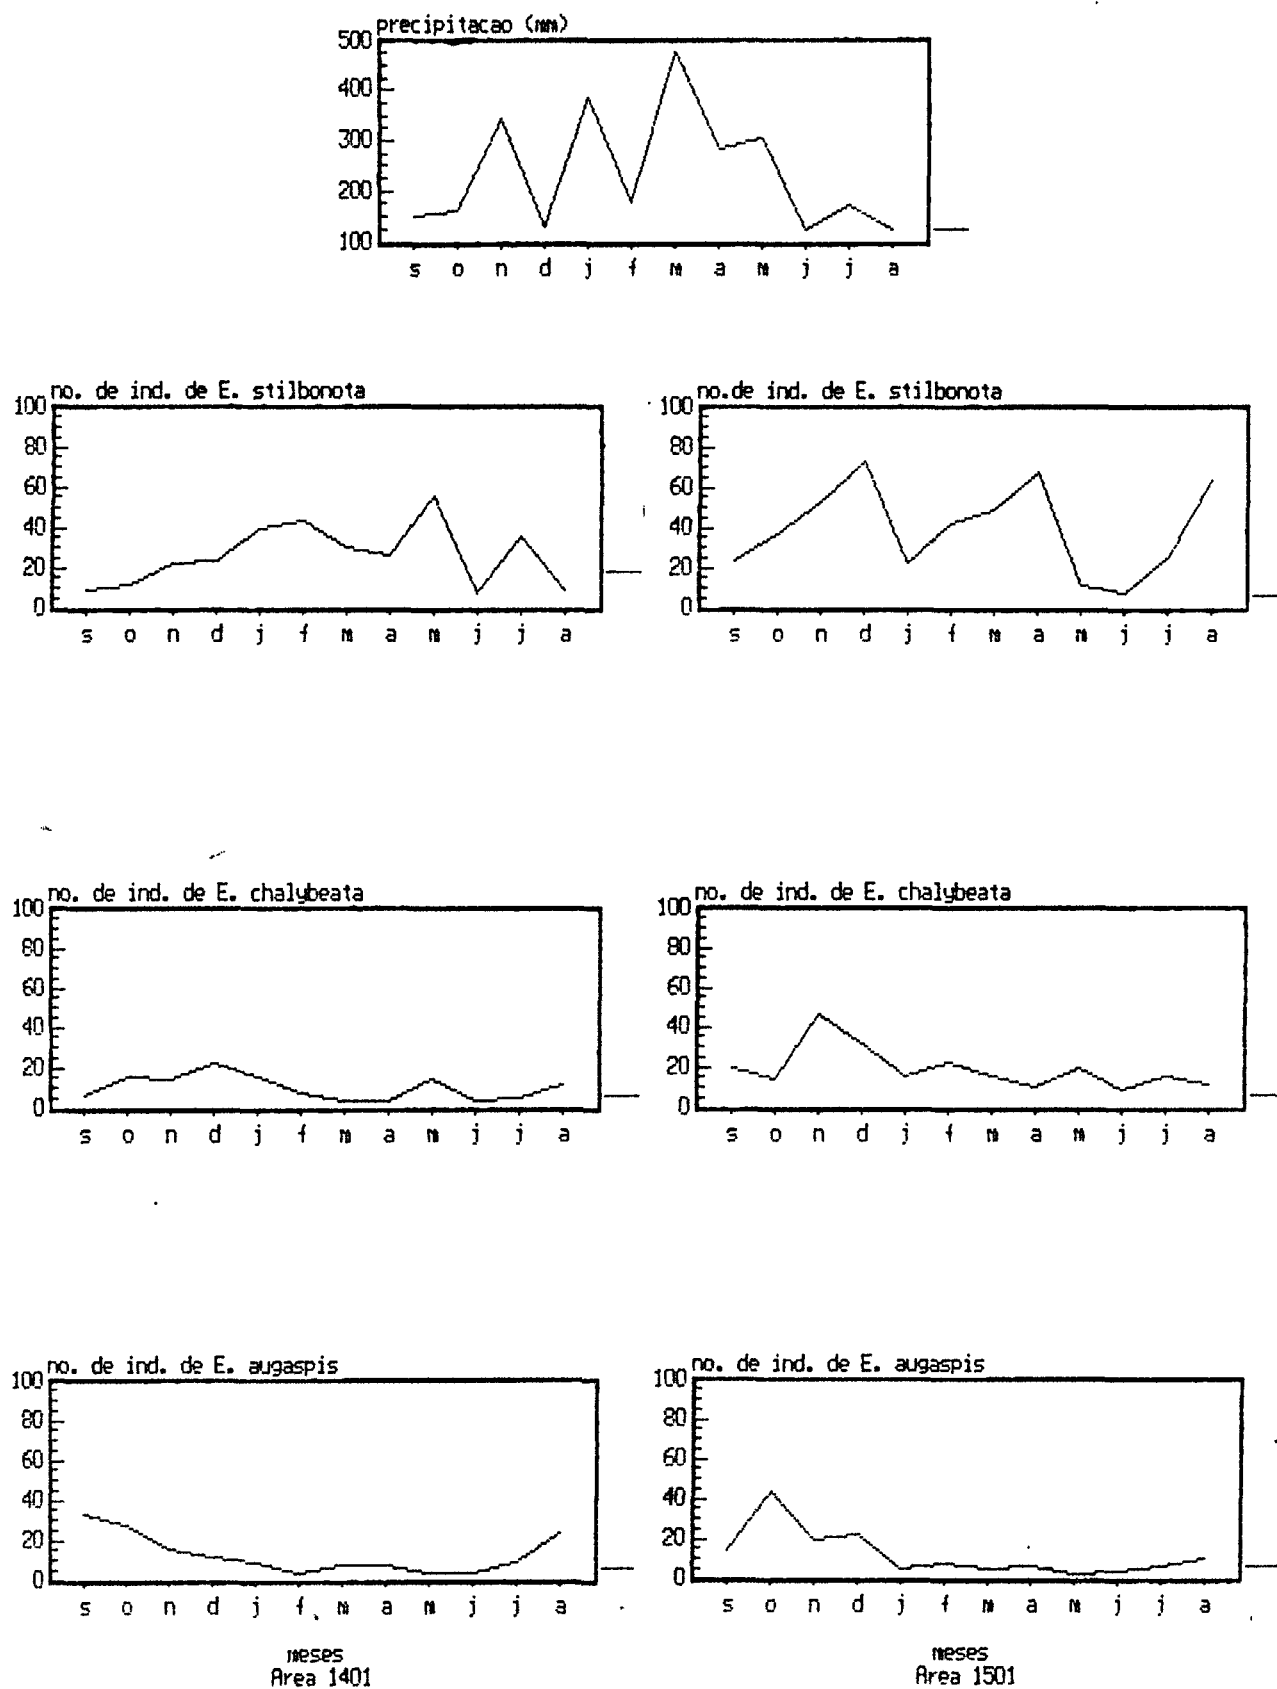 precipitacao (mm)
500
400
300
200
100
s o n d j f m a m j j a
no. de ind. de E. stilbonota
100
80
60
40
20
0
s o n d j f m a m j j a
no.de ind. de E. stilbonota
100
80
60
40
20
0
s o n d j f m a m j j a
no. de ind. de E. chalybeata
100
80
60
40
20
0
s o n d j f m a m j j a
no. de ind. de E. chalybeata
100
80
60
40
20
0
s o n d j f m a m j j a
no. de ind. de E. augaspis
100
80
60
40
20
0
s o n d j f m a m j j a
meses
Area 1401
no. de ind. de E. augaspis
100
80
60
40
20
0
s o n d j f m a m j j a
meses
Area 1501